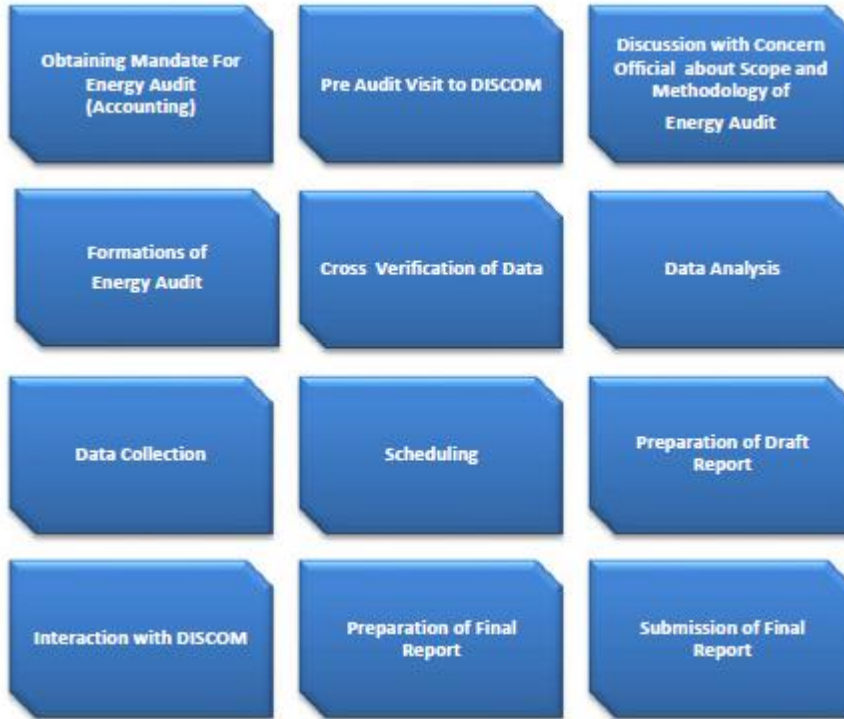 Obtaining Mandate For
Energy Audit
(Accounting)
Pre Audit Visit to DISCOM
Discussion with Concern
Official about Scope and
Methodology of
Energy Audit
Formations of
Energy Audit
Cross Verification of Data
Data Analysis
Data Collection
Scheduling
Preparation of Draft
Report
Interaction with DISCOM
Preparation of Final
Report
Submission of Final
Report